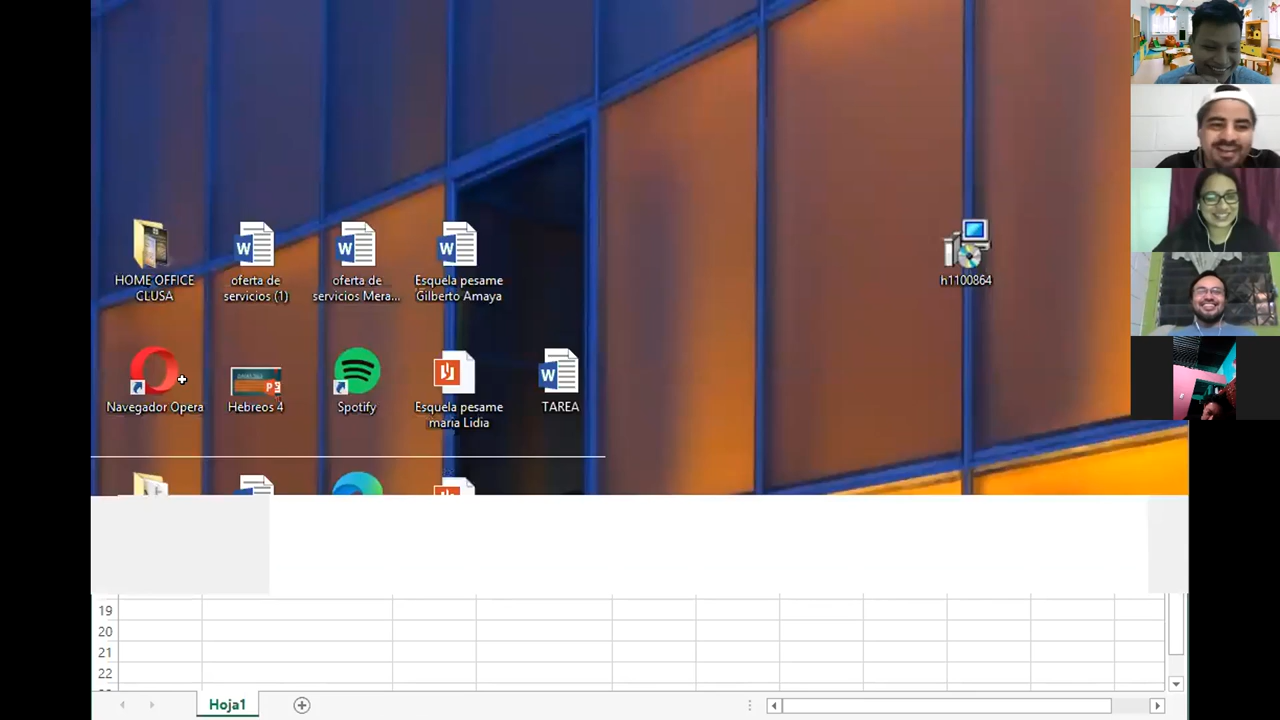 HOME OFFICE
CLUSA
oferta de
servicios (1)
oferta de
servicios Mera...
Esquela pesame
Gilberto Amaya
h1100864
Navegador Opera
Hebreos 4
Spotify
Esquela pesame
maria Lidia
TAREA
19
20
21
22
Hoja1